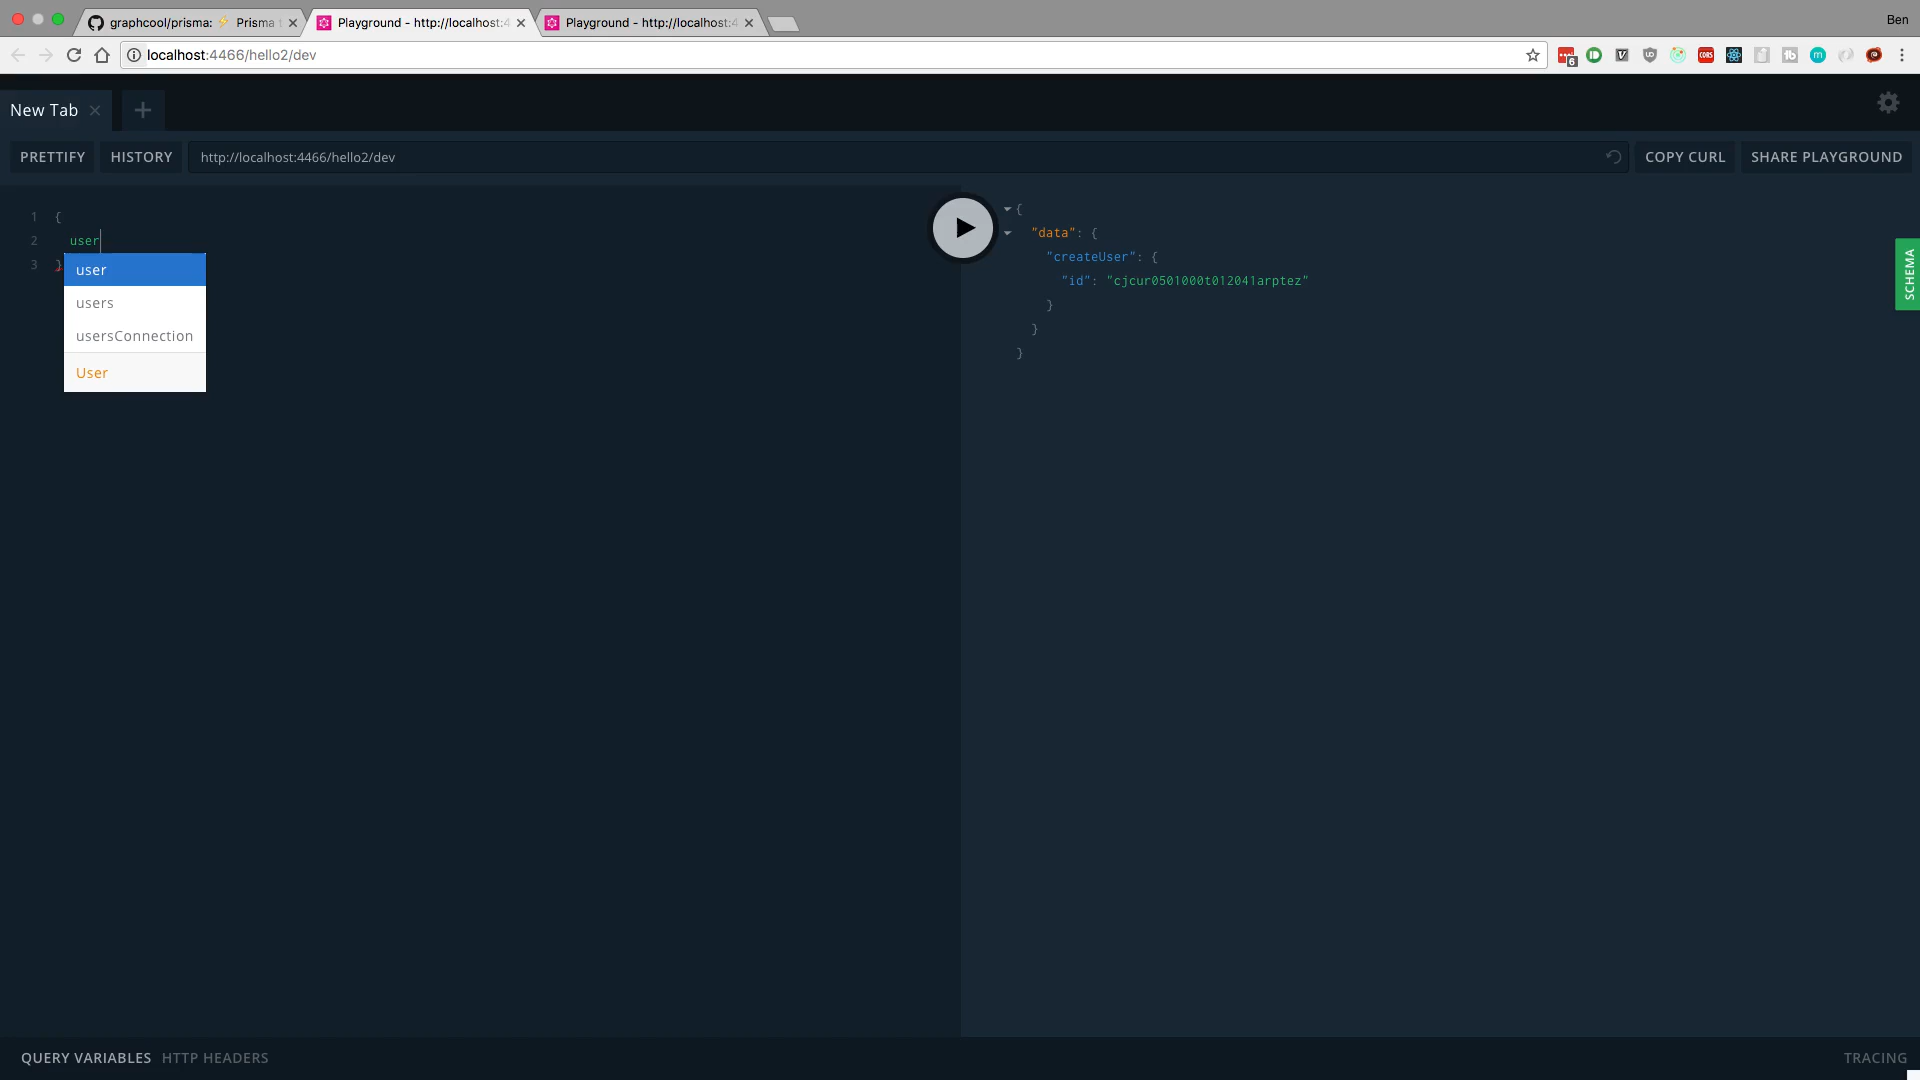 graphcool/prisma: ⚡ Prisma t
Playground - http://localhost:4
Playground - http://localhost:4
Ben
localhost:4466/hello2/dev
6
CORS
New Tab
PRETTIFY
HISTORY
http://localhost:4466/hello2/dev
COPY CURL
SHARE PLAYGROUND
1 {
2 user
3 }
user
users
usersConnection
User
{
"data": {
"createUser": {
"id": "cjcur0501000t012041arptez"
}
}
}
SCHEMA
QUERY VARIABLES
HTTP HEADERS
TRACING